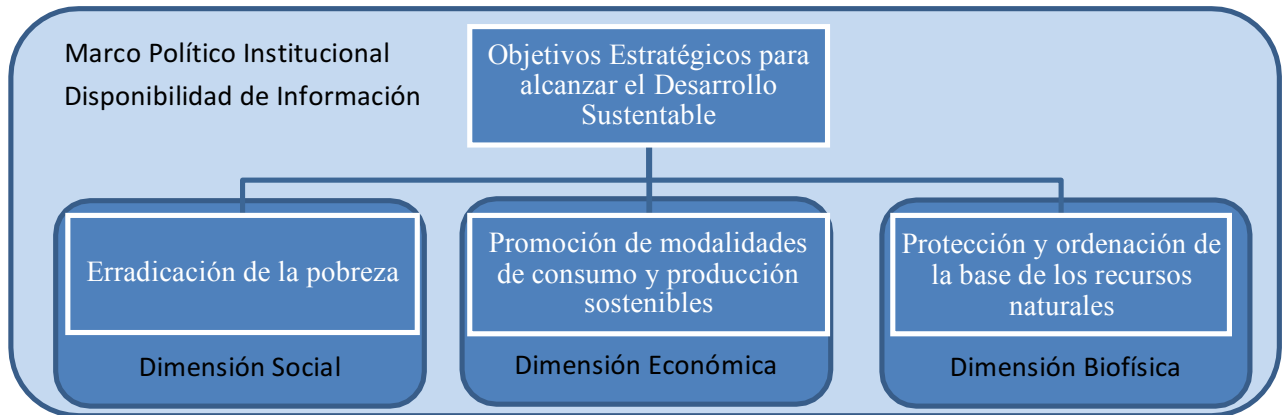 Marco Político Institucional
Disponibilidad de Información
Objetivos Estratégicos para
alcanzar el Desarrollo
Sustentable
Erradicación de la pobreza
Dimensión Social
Promoción de modalidades
de consumo y producción
sostenibles
Dimensión Económica
Protección y ordenación de
la base de los recursos
naturales
Dimensión Biofísica